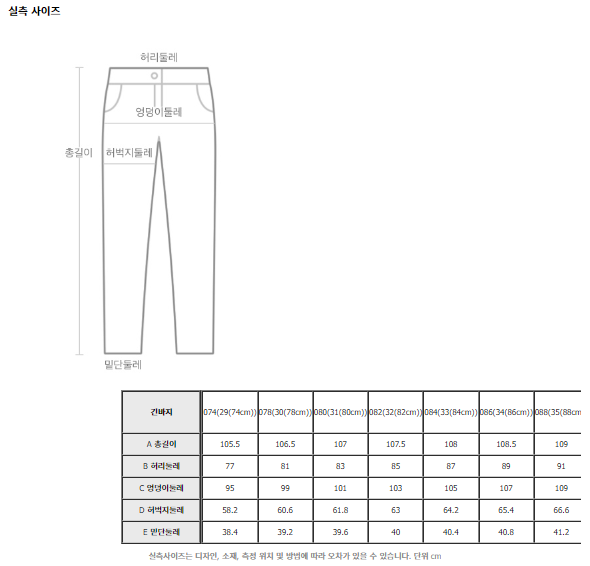 실측 사이즈
허리둘레
엉덩이둘레
총길이
허벅지둘레
밑단둘레
긴바지 074(29(74cm)) 078(30(78cm)) 080(31(80cm)) 082(32(82cm)) 084(33(84cm)) 086(34(86cm)) 088(35(88cm
A 총길이 105.5 106.5 107 107.5 108 108.5 109
B 허리둘레 77 81 83 85 87 89 91
C 엉덩이둘레 95 99 101 103 105 107 109
D 허벅지둘레 58.2 60.6 61.8 63 64.2 65.4 66.6
E 밑단둘레 38.4 39.2 39.6 40 40.4 40.8 41.2
실측사이즈는 디자인, 소재, 측정 위치 및 방법에 따라 오차가 있을 수 있습니다. 단위 cm